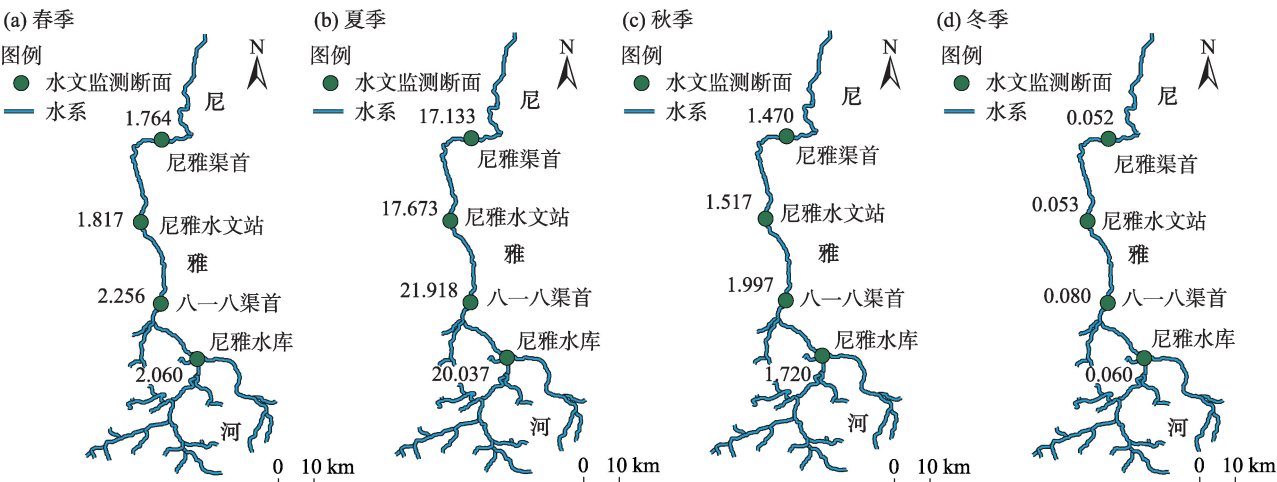 (a) 春季
N
图例
水文监测断面
水系
尼
1.764
尼雅渠首
1.817
尼雅水文站
雅
2.256
八一八渠首
尼雅水库
2.060
河
0 10 km
(b) 夏季
N
图例
水文监测断面
水系
尼
17.133
尼雅渠首
17.673
尼雅水文站
雅
21.918
八一八渠首
尼雅水库
20.037
河
0 10 km
(c) 秋季
N
图例
水文监测断面
水系
尼
1.470
尼雅渠首
1.517
尼雅水文站
雅
1.997
八一八渠首
尼雅水库
1.720
河
0 10 km
(d) 冬季
N
图例
水文监测断面
水系
尼
0.052
尼雅渠首
0.053
尼雅水文站
雅
0.080
八一八渠首
尼雅水库
0.060
河
0 10 km